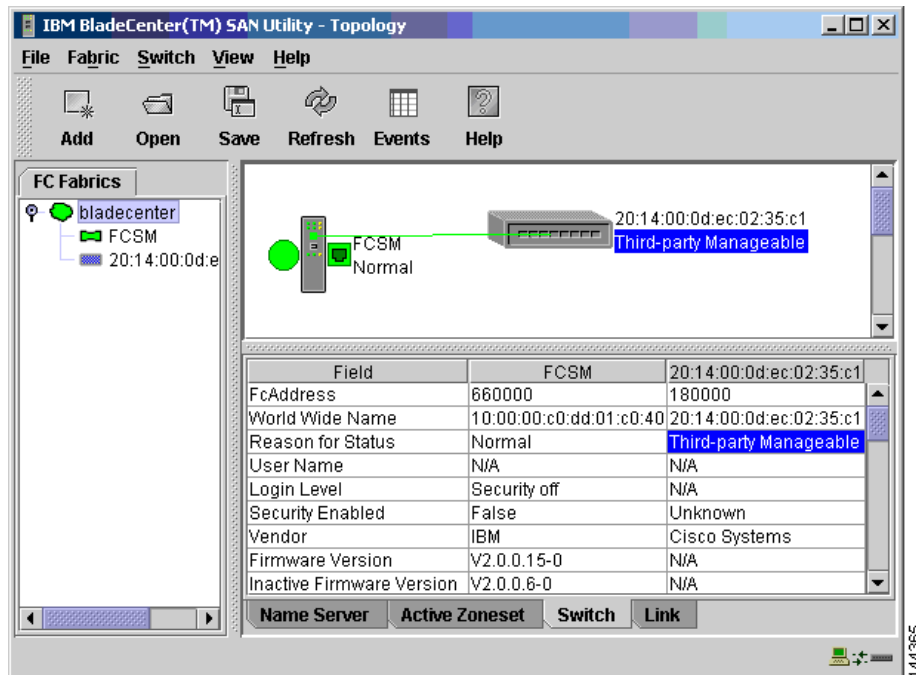 IBM BladeCenter(TM) SAN Utility - Topology
File Fabric Switch View Help
Add Open Save Refresh Events Help
FC Fabrics
bladecenter
FCSM
20:14:00:0d:e
FCSM
Normal
20:14:00:0d:ec:02:35:c1
Third-party Manageable
Field FCSM 20:14:00:0d:ec:02:35:c1
FcAddress 660000 180000
World Wide Name 10:00:00:c0:dd:01:c0:40 20:14:00:0d:ec:02:35:c1
Reason for Status Normal Third-party Manageable
User Name N/A N/A
Login Level Security off N/A
Security Enabled False Unknown
Vendor IBM Cisco Systems
Firmware Version V2.0.0.15-0 N/A
Inactive Firmware Version V2.0.0.6-0 N/A
Name Server Active Zoneset Switch Link
144365